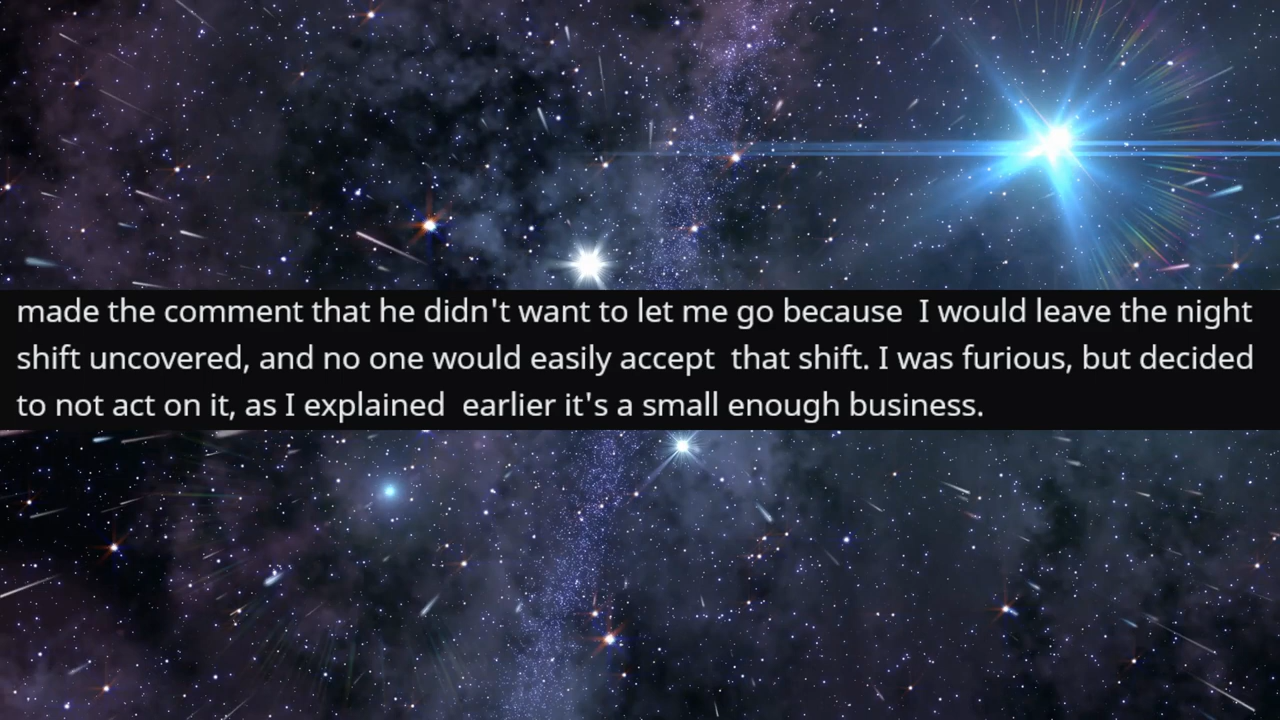 made the comment that he didn't want to let me go because  I would leave the night
shift uncovered, and no one would easily accept  that shift. I was furious, but decided
to not act on it, as I explained  earlier it's a small enough business.